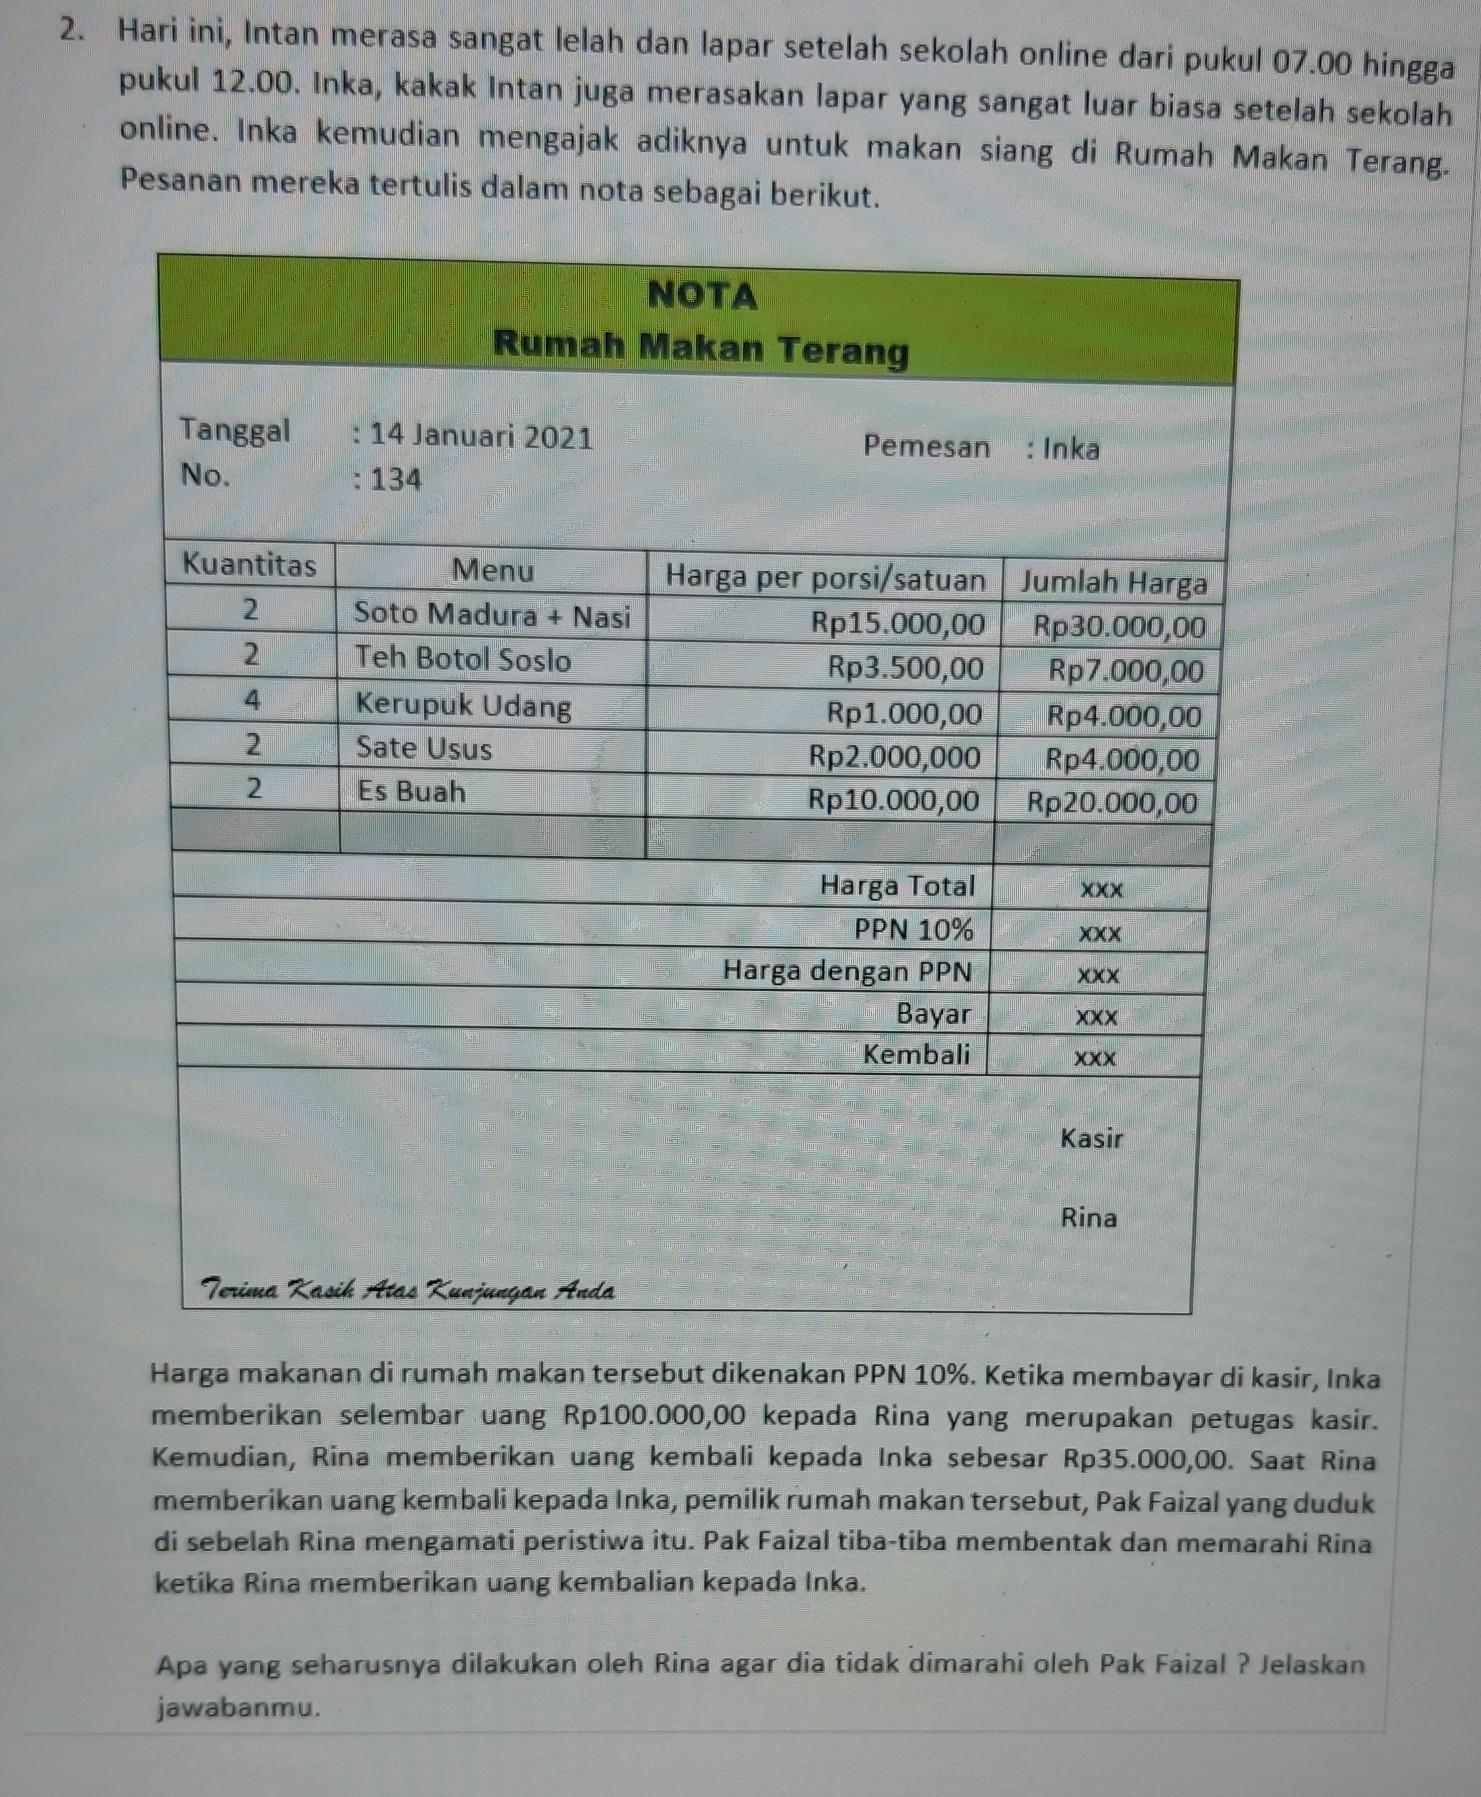 2. Hari ini, Intan merasa sangat lelah dan lapar setelah sekolah online dari pukul 07.00 hingga
pukul 12.00. Inka, kakak Intan juga merasakan lapar yang sangat luar biasa setelah sekolah
online. Inka kemudian mengajak adiknya untuk makan siang di Rumah Makan Terang.
Pesanan mereka tertulis dalam nota sebagai berikut.
NOTA
Rumah Makan Terang
Tanggal : 14 Januari 2021 Pemesan : Inka
No. : 134
Kuantitas Menu Harga per porsi/satuan Jumlah Harga
2 Soto Madura + Nasi Rp15.000,00 Rp30.000,00
2 Teh Botol Soslo Rp3.500,00 Rp7.000,00
4 Kerupuk Udang Rp1.000,00 Rp4.000,00
2 Sate Usus Rp2.000,000 Rp4.000,00
2 Es Buah Rp10.000,00 Rp20.000,00
Harga Total xxx
PPN 10% xxx
Harga dengan PPN xxx
Bayar xxx
Kembali xxx
Kasir
Rina
Terima Kasih Atas Kunjungan Anda
Harga makanan di rumah makan tersebut dikenakan PPN 10%. Ketika membayar di kasir, Inka
memberikan selembar uang Rp100.000,00 kepada Rina yang merupakan petugas kasir.
Kemudian, Rina memberikan uang kembali kepada Inka sebesar Rp35.000,00. Saat Rina
memberikan uang kembali kepada Inka, pemilik rumah makan tersebut, Pak Faizal yang duduk
di sebelah Rina mengamati peristiwa itu. Pak Faizal tiba-tiba membentak dan memarahi Rina
ketika Rina memberikan uang kembalian kepada Inka.
Apa yang seharusnya dilakukan oleh Rina agar dia tidak dimarahi oleh Pak Faizal ? Jelaskan
jawabanmu.